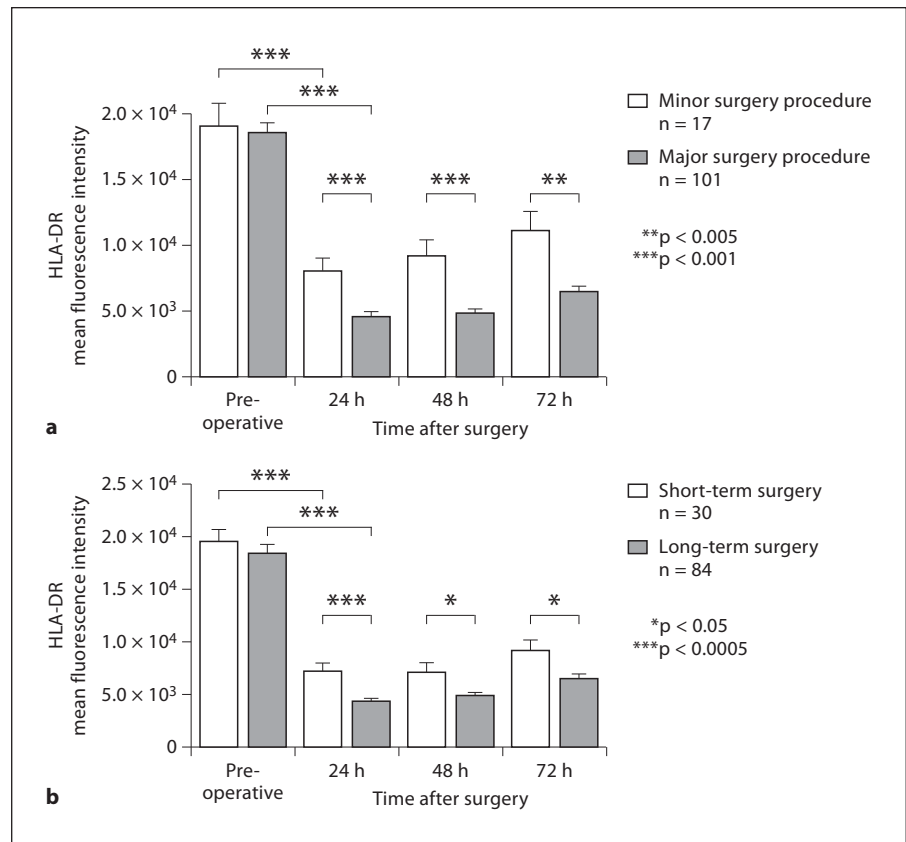 ***
***
2.0 × 10⁴
1.5 × 10⁴
1.0 × 10⁴
5.0 × 10³
0
HLA-DR
mean fluorescence intensity
***
***
**
Pre-
operative
24 h
48 h
72 h
Time after surgery
a
Minor surgery procedure
n = 17
Major surgery procedure
n = 101
**p < 0.005
***p < 0.001
***
***
2.5 × 10⁴
2.0 × 10⁴
1.5 × 10⁴
1.0 × 10⁴
5.0 × 10³
0
HLA-DR
mean fluorescence intensity
***
*
*
Pre-
operative
24 h
48 h
72 h
Time after surgery
b
Short-term surgery
n = 30
Long-term surgery
n = 84
*p < 0.05
***p < 0.0005